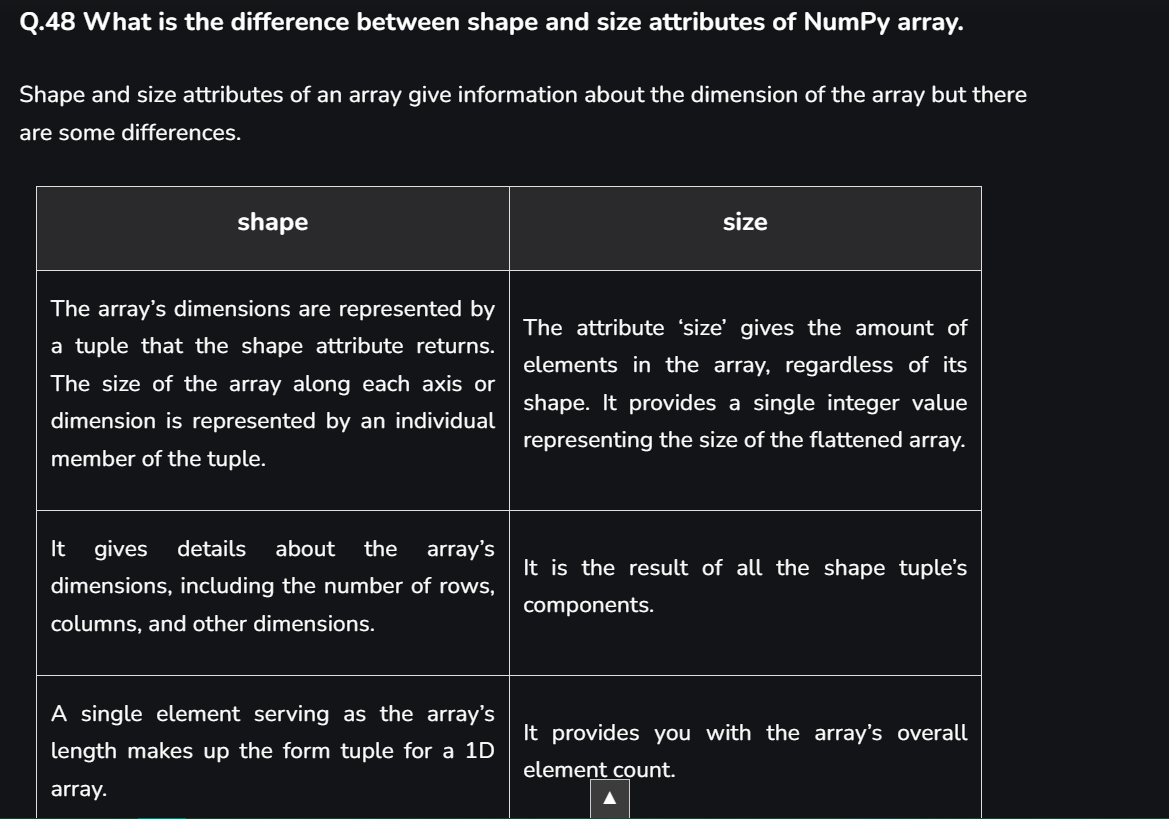 Q.48 What is the difference between shape and size attributes of NumPy array.
Shape and size attributes of an array give information about the dimension of the array but there
are some differences.
shape
size
The array’s dimensions are represented by
a tuple that the shape attribute returns.
The size of the array along each axis or
dimension is represented by an individual
member of the tuple.
The attribute ‘size’ gives the amount of
elements in the array, regardless of its
shape. It provides a single integer value
representing the size of the flattened array.
It gives details about the array’s
dimensions, including the number of rows,
columns, and other dimensions.
It is the result of all the shape tuple’s
components.
A single element serving as the array’s
length makes up the form tuple for a 1D
array.
It provides you with the array’s overall
element count.